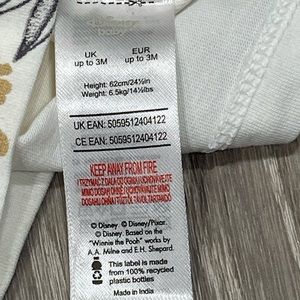 Disney
baby
UK EUR
up to 3M up to 3M
Height: 62cm/24½in
Weight: 6.5kg/14½lbs
UK EAN: 5059512404122
CE EAN: 5059512404122
KEEP AWAY FROM FIRE
© Disney. © Disney/Pixar.
© Disney. Based on the
"Winnie the Pooh" works by
A.A. Milne and E.H. Shepard.
This label is made
from 100% recycled
plastic bottles
Made in India